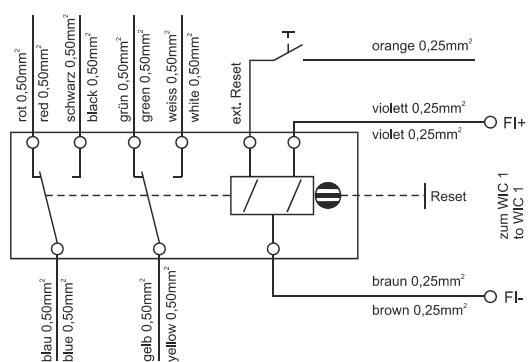 rot 0,50mm²
red 0,50mm²
schwarz 0,50mm²
black 0,50mm²
grün 0,50mm²
green 0,50mm²
weiss 0,50mm²
white 0,50mm²
ext. Reset
orange 0,25mm²
violett 0,25mm²
violet 0,25mm²
FI+
Reset
zum WIC 1
to WIC 1
braun 0,25mm²
brown 0,25mm²
FI-
blau 0,50mm²
blue 0,50mm²
gelb 0,50mm²
yellow 0,50mm²